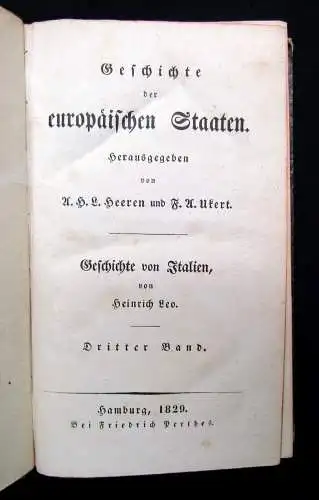 Geschichte
der
europäischen Staaten.
Herausgegeben
von
A. H. L. Heeren und F. A. Ukert.
Geschichte von Italien,
von
Heinrich Leo.
Dritter Band.
Hamburg, 1829.
Bei Friedrich Perthes.